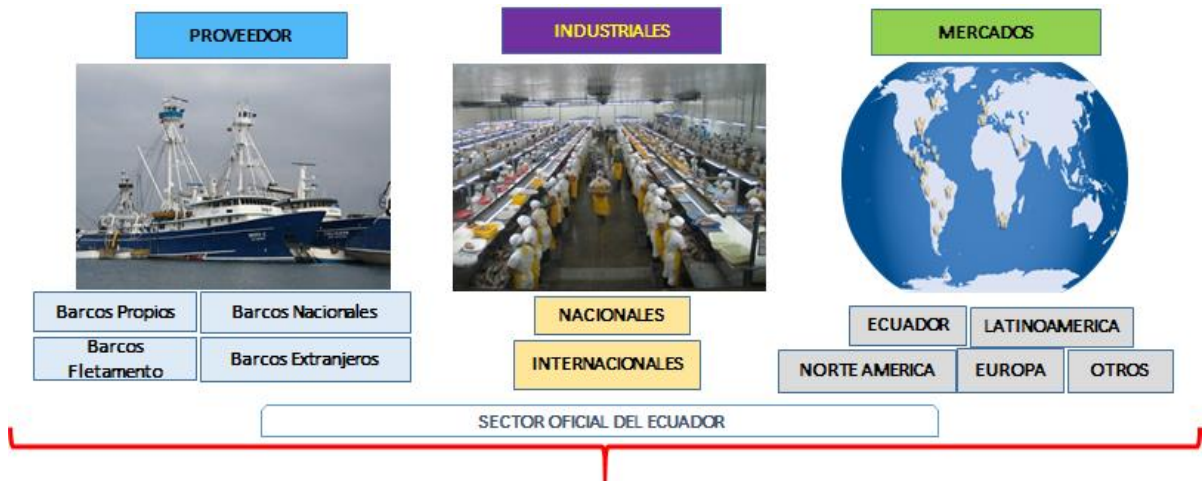 PROVEEDOR
INDUSTRIALES
MERCADOS
Barcos Propios
Barcos Nacionales
Barcos
Fletamento
Barcos Extranjeros
NACIONALES
INTERNACIONALES
ECUADOR
LATINOAMERICA
NORTE AMERICA
EUROPA
OTROS
SECTOR OFICIAL DEL ECUADOR